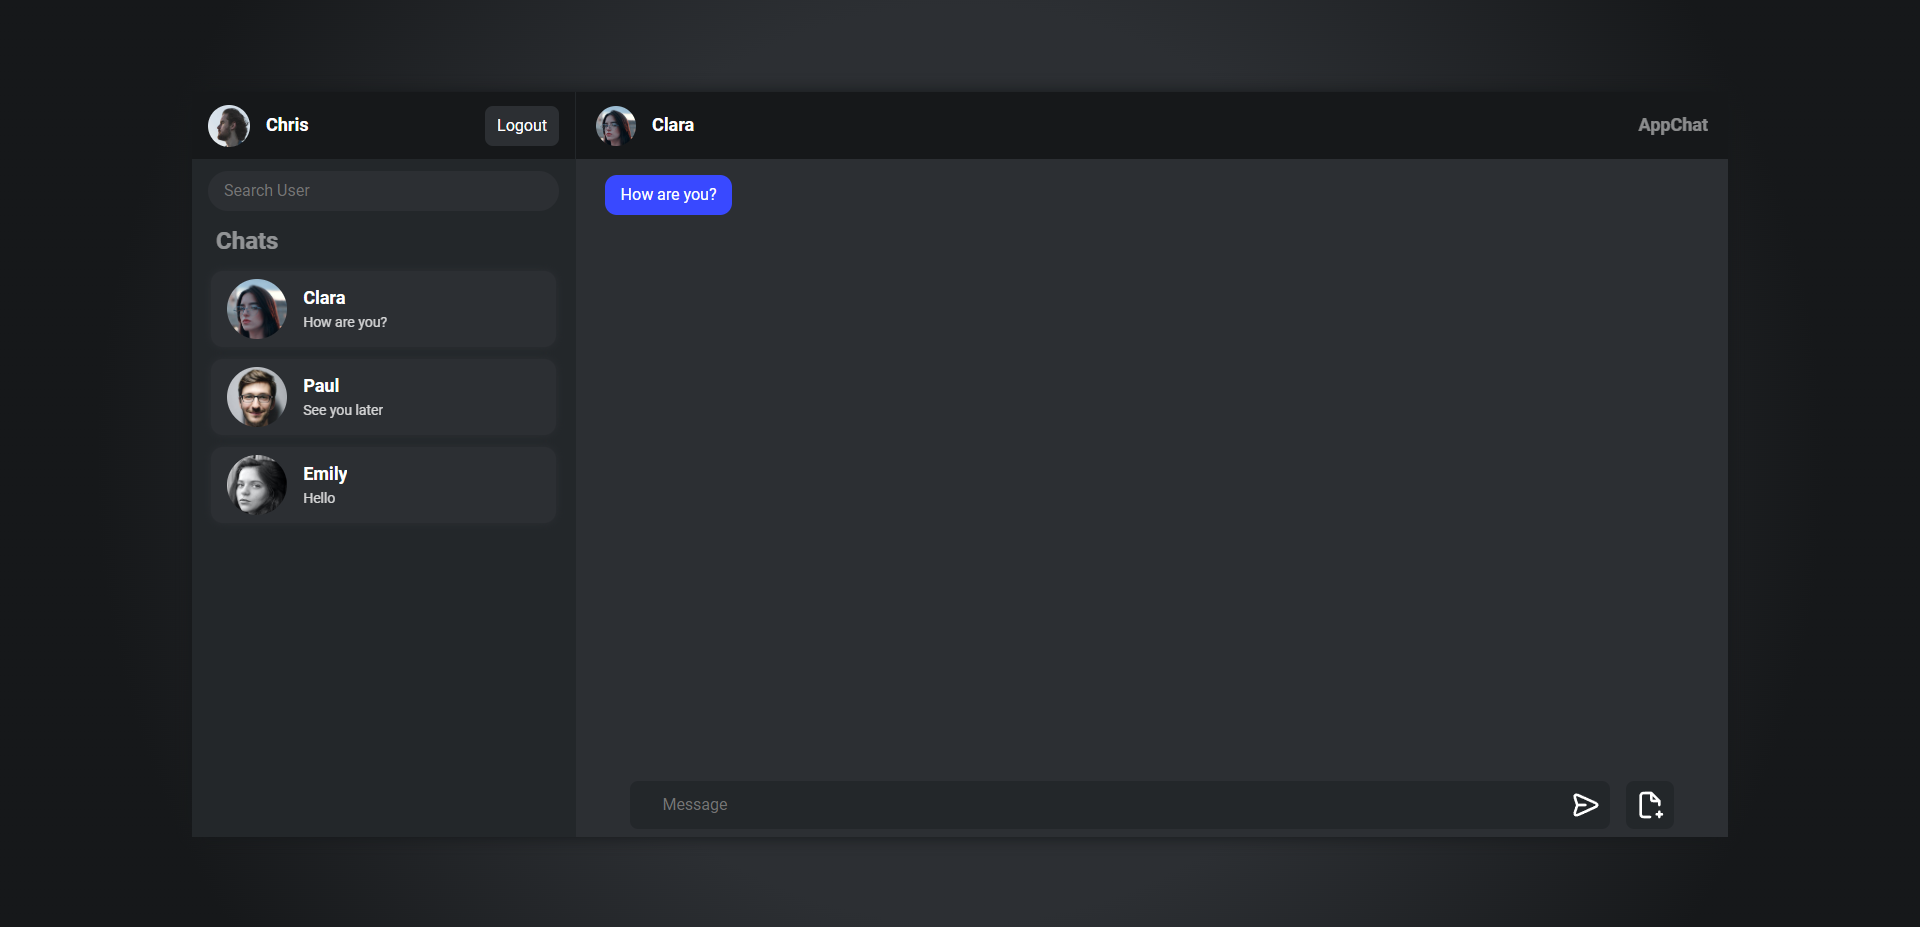 Chris
Logout
Search User
Chats
Clara
How are you?
Paul
See you later
Emily
Hello
Clara
AppChat
How are you?
Message